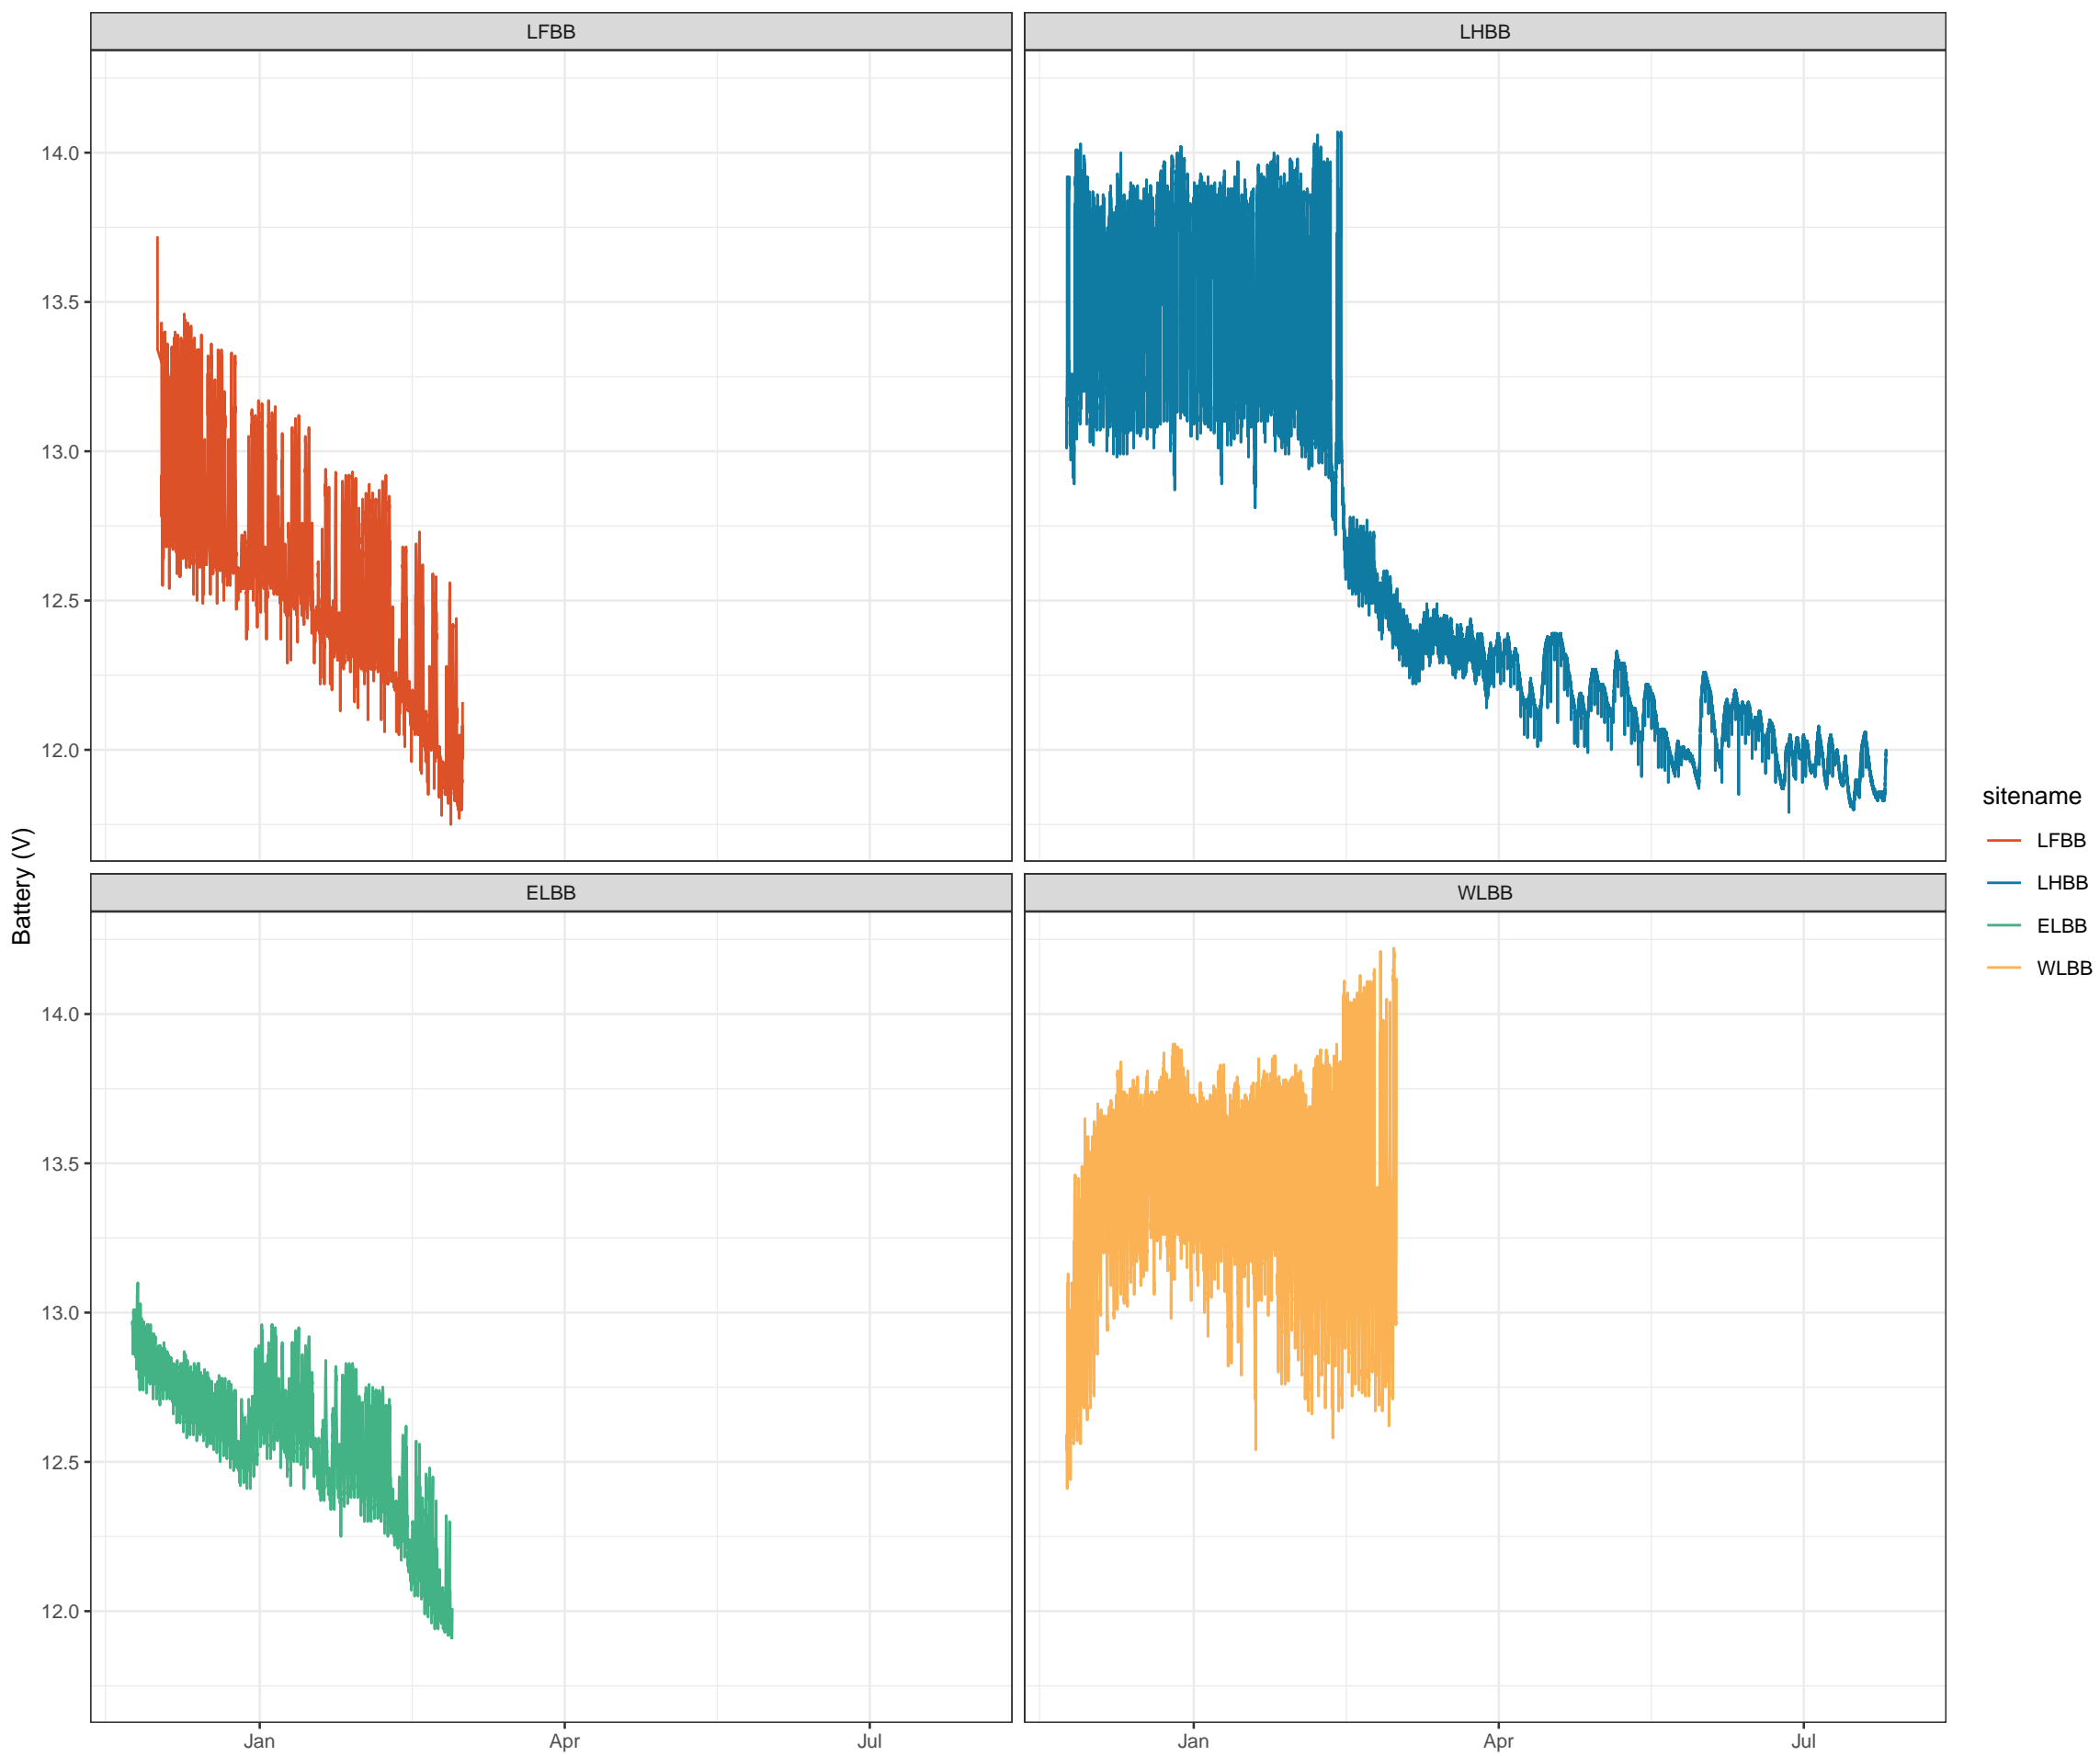 LFBB
LHBB
14.0
13.5
13.0
12.5
12.0
Battery (V)
ELBB
WLBB
14.0
13.5
13.0
12.5
12.0
Jan
Apr
Jul
Jan
Apr
Jul
sitename
LFBB
LHBB
ELBB
WLBB